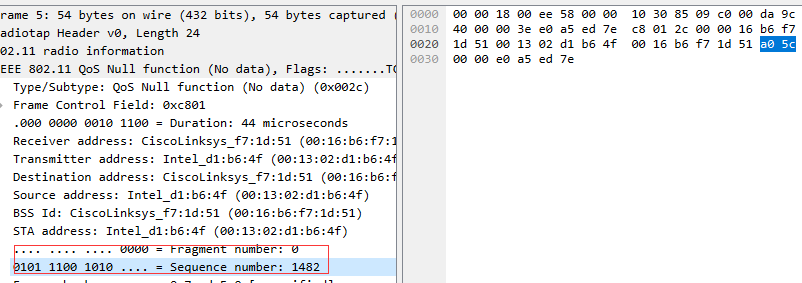 rame 5: 54 bytes on wire (432 bits), 54 bytes captured (
adiotap Header v0, Length 24
02.11 radio information
EEE 802.11 QoS Null function (No data), Flags: .......TC
Type/Subtype: QoS Null function (No data) (0x002c)
Frame Control Field: 0xc801
.000 0000 0010 1100 = Duration: 44 microseconds
Receiver address: CiscoLinksys_f7:1d:51 (00:16:b6:f7:1
Transmitter address: Intel_d1:b6:4f (00:13:02:d1:b6:4f
Destination address: CiscoLinksys_f7:1d:51 (00:16:b6:f
Source address: Intel_d1:b6:4f (00:13:02:d1:b6:4f)
BSS Id: CiscoLinksys_f7:1d:51 (00:16:b6:f7:1d:51)
STA address: Intel_d1:b6:4f (00:13:02:d1:b6:4f)
.... .... .... 0000 = Fragment number: 0
0101 1100 1010 .... = Sequence number: 1482
0000 00 00 18 00 ee 58 00 00 10 30 85 09 c0 00 da 9c
0010 40 00 00 3e e0 a5 ed 7e c8 01 2c 00 00 16 b6 f7
0020 1d 51 00 13 02 d1 b6 4f 00 16 b6 f7 1d 51 a0 5c
0030 00 00 e0 a5 ed 7e